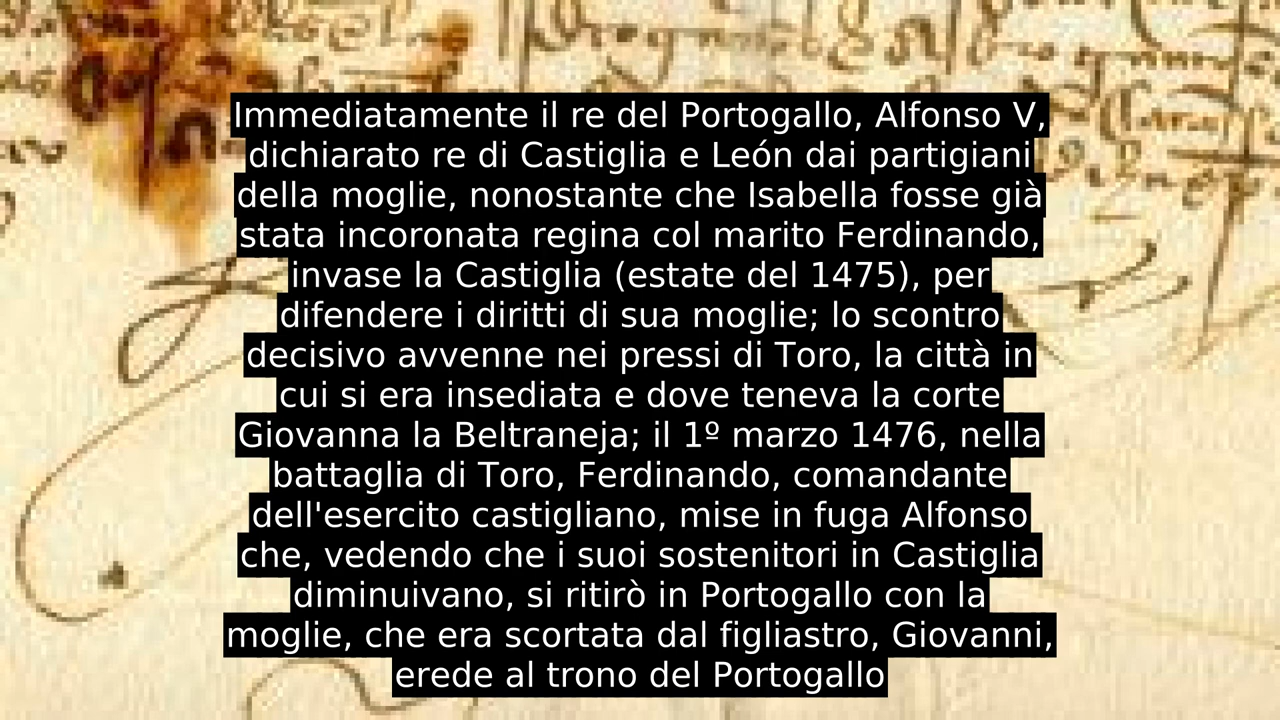 Immediatamente il re del Portogallo, Alfonso V,
dichiarato re di Castiglia e León dai partigiani
della moglie, nonostante che Isabella fosse già
stata incoronata regina col marito Ferdinando,
invase la Castiglia (estate del 1475), per
difendere i diritti di sua moglie; lo scontro
decisivo avvenne nei pressi di Toro, la città in
cui si era insediata e dove teneva la corte
Giovanna la Beltraneja; il 1º marzo 1476, nella
battaglia di Toro, Ferdinando, comandante
dell'esercito castigliano, mise in fuga Alfonso
che, vedendo che i suoi sostenitori in Castiglia
diminuivano, si ritirò in Portogallo con la
moglie, che era scortata dal figliastro, Giovanni,
erede al trono del Portogallo